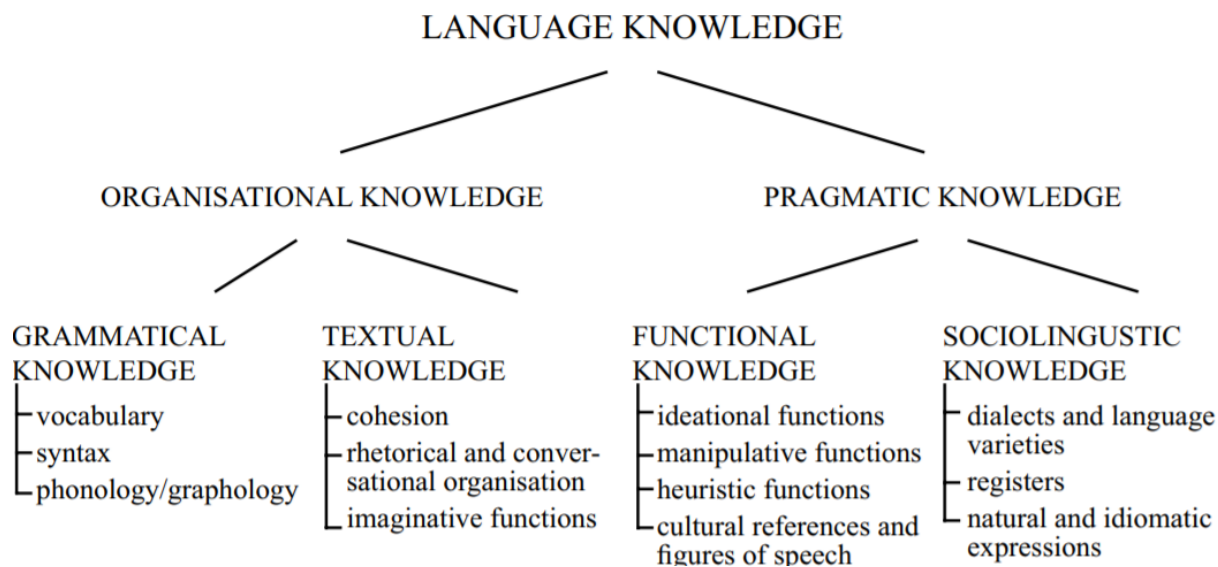 LANGUAGE KNOWLEDGE
ORGANISATIONAL KNOWLEDGE
PRAGMATIC KNOWLEDGE
GRAMMATICAL
KNOWLEDGE
vocabulary
syntax
phonology/graphology
TEXTUAL
KNOWLEDGE
cohesion
rhetorical and conver-
sational organisation
imaginative functions
FUNCTIONAL
KNOWLEDGE
ideational functions
manipulative functions
heuristic functions
cultural references and
figures of speech
SOCIOLINGUSTIC
KNOWLEDGE
dialects and language
varieties
registers
natural and idiomatic
expressions